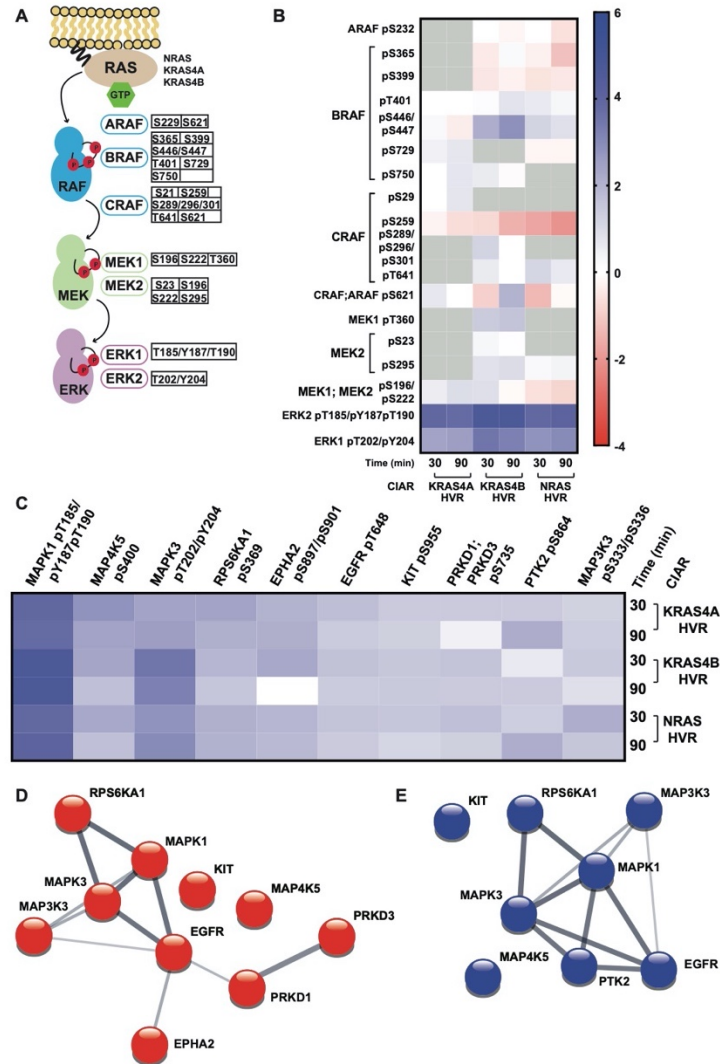 A
RAS
NRAS
KRAS4A
KRAS4B
GTP
ARAF S229 S621
BRAF S365 S399
S446/S447
T401 S729
S750
RAF P P P
CRAF S21 S259
S289/296/301
T641 S621
MEK P P
MEK1 S196 S222 T360
MEK2 S23 S196
S222 S295
ERK P P
ERK1 T185/Y187/T190
ERK2 T202/Y204
B
ARAF pS232
BRAF
pS365
pS399
pT401
pS446/
pS447
pS729
pS750
CRAF
pS29
pS259
pS289/
pS296/
pS301
pT641
CRAF;ARAF pS621
MEK1 pT360
MEK2
pS23
pS295
MEK1; MEK2 pS196/
pS222
ERK2 pT185/pY187pT190
ERK1 pT202/pY204
Time (min) 30 90 30 90 30 90
CIAR KRAS4A KRAS4B NRAS
HVR HVR HVR
6
4
2
0
-2
-4
C
MAPK1 pT185/
pY187pT190
MAP4K5
pS400
MAPK3
pT202/pY204
RPS6KA1
pS369
EPHA2
pS897/pS901
EGFR pT648
KIT pS955
PRKD1;
PRKD3
pS735
PTK2 pS864
MAP3K3
pS333/pS336
Time (min)
CIAR
30
90
KRAS4A
HVR
30
90
KRAS4B
HVR
30
90
NRAS
HVR
D
RPS6KA1
MAPK1
KIT
MAPK3
MAP4K5
MAP3K3
EGFR
PRKD3
PRKD1
EPHA2
E
KIT
RPS6KA1
MAP3K3
MAPK1
MAPK3
MAP4K5
PTK2
EGFR